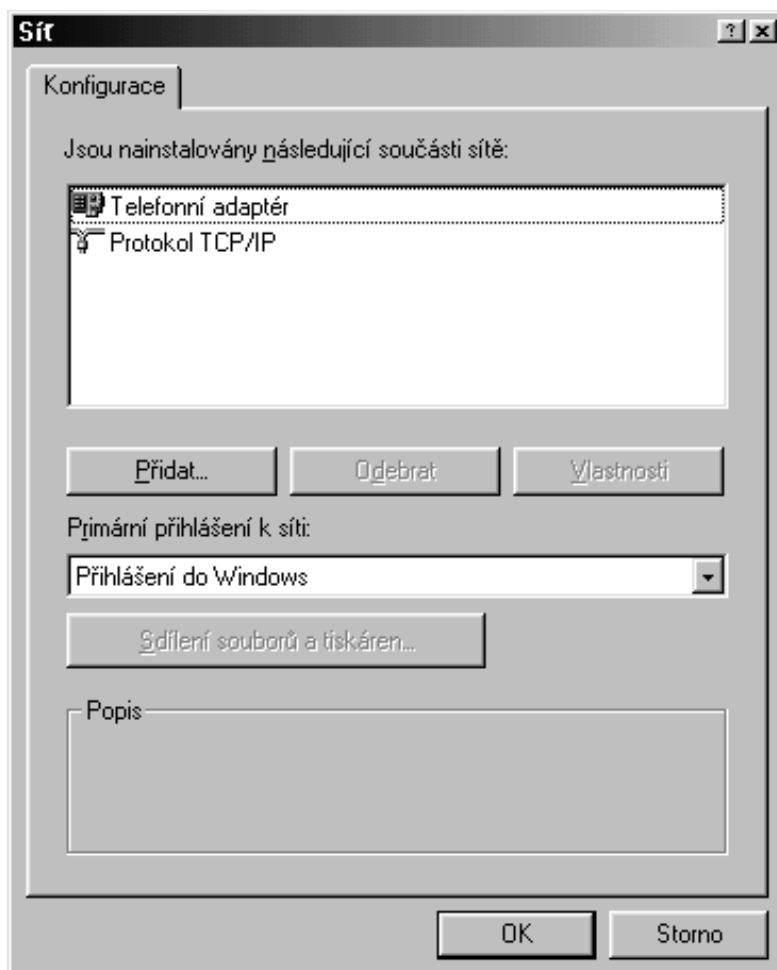 Síť
Konfigurace
Jsou nainstalovány následující součásti sítě:
Telefonní adaptér
Protokol TCP/IP
Přidat...
Odebrat
Vlastnosti
Primární přihlášení k síti:
Přihlášení do Windows
Sdílení souborů a tiskáren...
Popis
OK
Storno